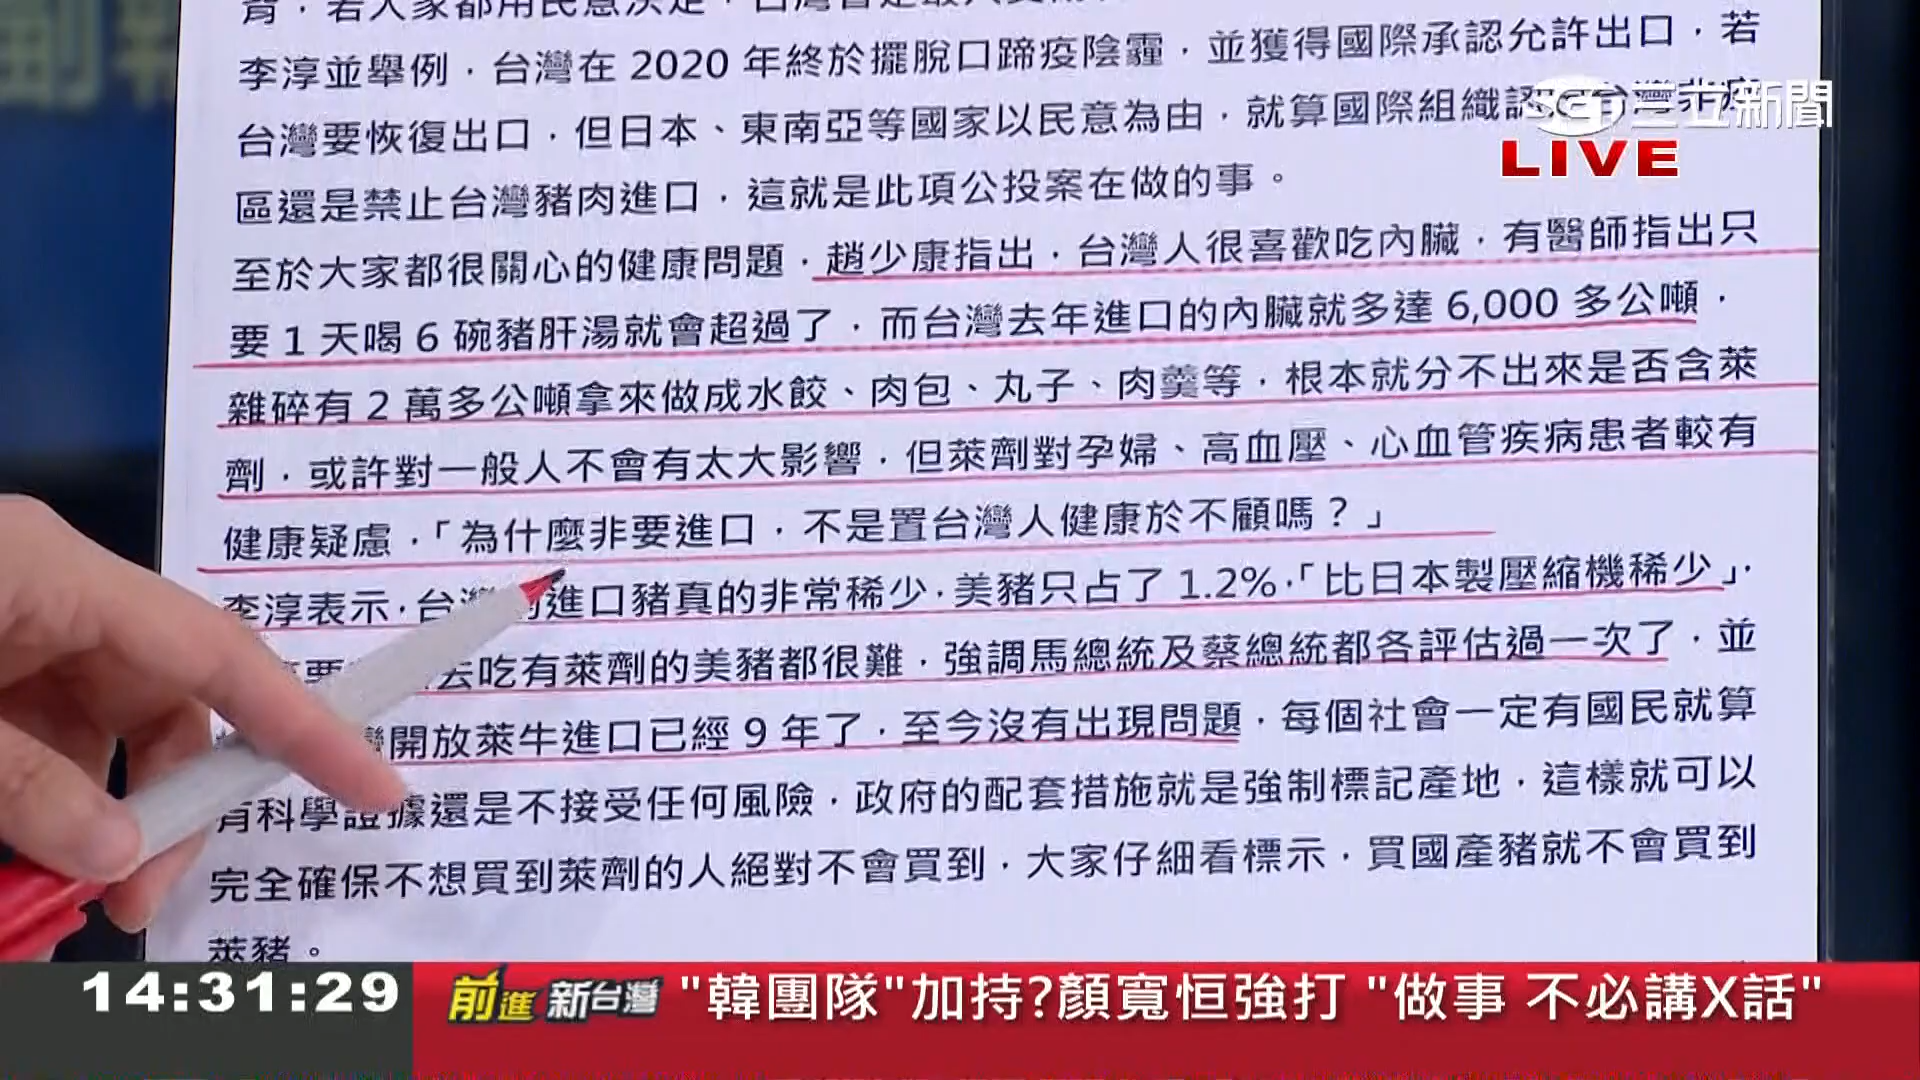 若大家都用民意決定，台灣會是最大
李淳並舉例，台灣在 2020 年終於擺脫口蹄疫陰霾，並獲得國際承認允許出口，若
台灣要恢復出口，但日本、東南亞等國家以民意為由，就算國際組織認 台灣非疫
區還是禁止台灣豬肉進口，這就是此項公投案在做的事。
至於大家都很關心的健康問題，趙少康指出，台灣人很喜歡吃內臟，有醫師指出只
要 1 天喝 6 碗豬肝湯就會超過了，而台灣去年進口的內臟就多達 6,000 多公噸，
雜碎有 2 萬多公噸拿來做成水餃、肉包、丸子、肉羹等，根本就分不出來是否含萊
劑，或許對一般人不會有太大影響，但萊劑對孕婦、高血壓、心血管疾病患者較有
健康疑慮，「為什麼非要進口，不是置台灣人健康於不顧嗎？」
李淳表示，台灣 進口豬真的非常稀少，美豬只占了 1.2%，「比日本製壓縮機稀少」，
要 去吃有萊劑的美豬都很難，強調馬總統及蔡總統都各評估過一次了，並
開放萊牛進口已經 9 年了，至今沒有出現問題，每個社會一定有國民就算
有科學證據還是不接受任何風險，政府的配套措施就是強制標記產地，這樣就可以
完全確保不想買到萊劑的人絕對不會買到，大家仔細看標示，買國產豬就不會買到
萊豬。
三立新聞
LIVE
14:31:29 前進新台灣 "韓團隊"加持?顏寬恒強打 "做事 不必講X話"